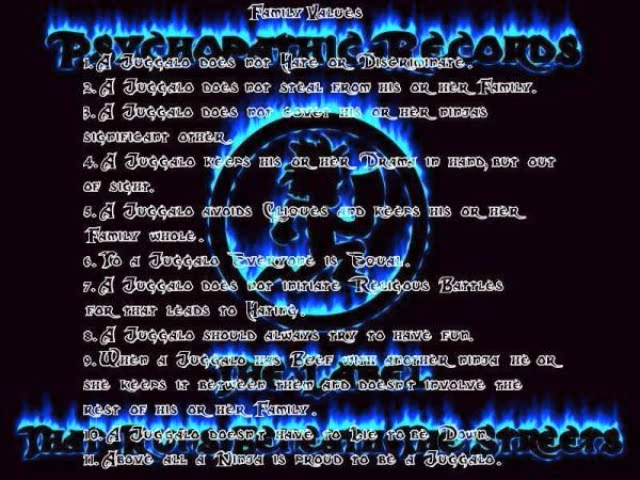 Family Values
Psychopathic Records
1. A Juggalo does not Hate or Discriminate.
2. A Juggalo does not steal from his or her Family.
3. A Juggalo does not covet his or her ninjas
significant other.
4. A Juggalo keeps his or her Drama in hand, but out
of sight.
5. A Juggalo avoids Cliques and keeps his or her
Family whole.
6. To a Juggalo Everyone is Equal.
7. A Juggalo does not initiate Religous Battles
for that leads to Hating.
8. A Juggalo should always try to have fun.
9. When a Juggalo has Beef with another ninja he or
The Label
she keeps it between them and doesn't involve the
rest of his or her Family.
10. A Juggalo doesn't have to Lie to be Down
That the Streets
11. Above all a Ninja is proud to be a Juggalo.